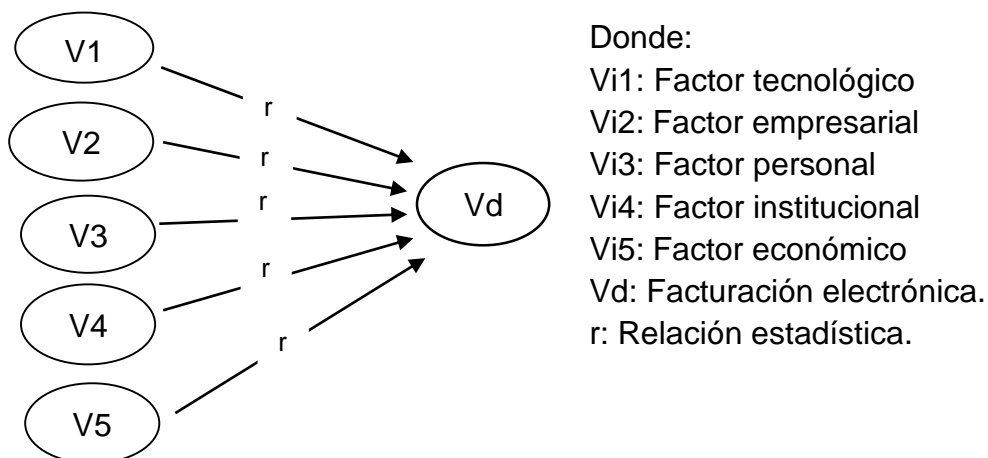 V1
V2
V3
V4
V5
r
r
r
r
r
Vd
Donde:
Vi1: Factor tecnológico
Vi2: Factor empresarial
Vi3: Factor personal
Vi4: Factor institucional
Vi5: Factor económico
Vd: Facturación electrónica.
r: Relación estadística.